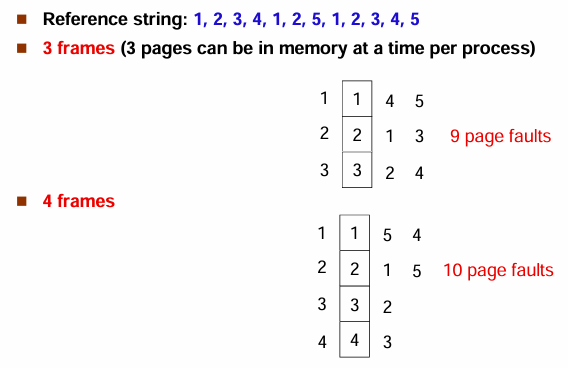 Reference string: 1, 2, 3, 4, 1, 2, 5, 1, 2, 3, 4, 5
3 frames (3 pages can be in memory at a time per process)
1 1 4 5
2 2 1 3 9 page faults
3 3 2 4
4 frames
1 1 5 4
2 2 1 5 10 page faults
3 3 2
4 4 3